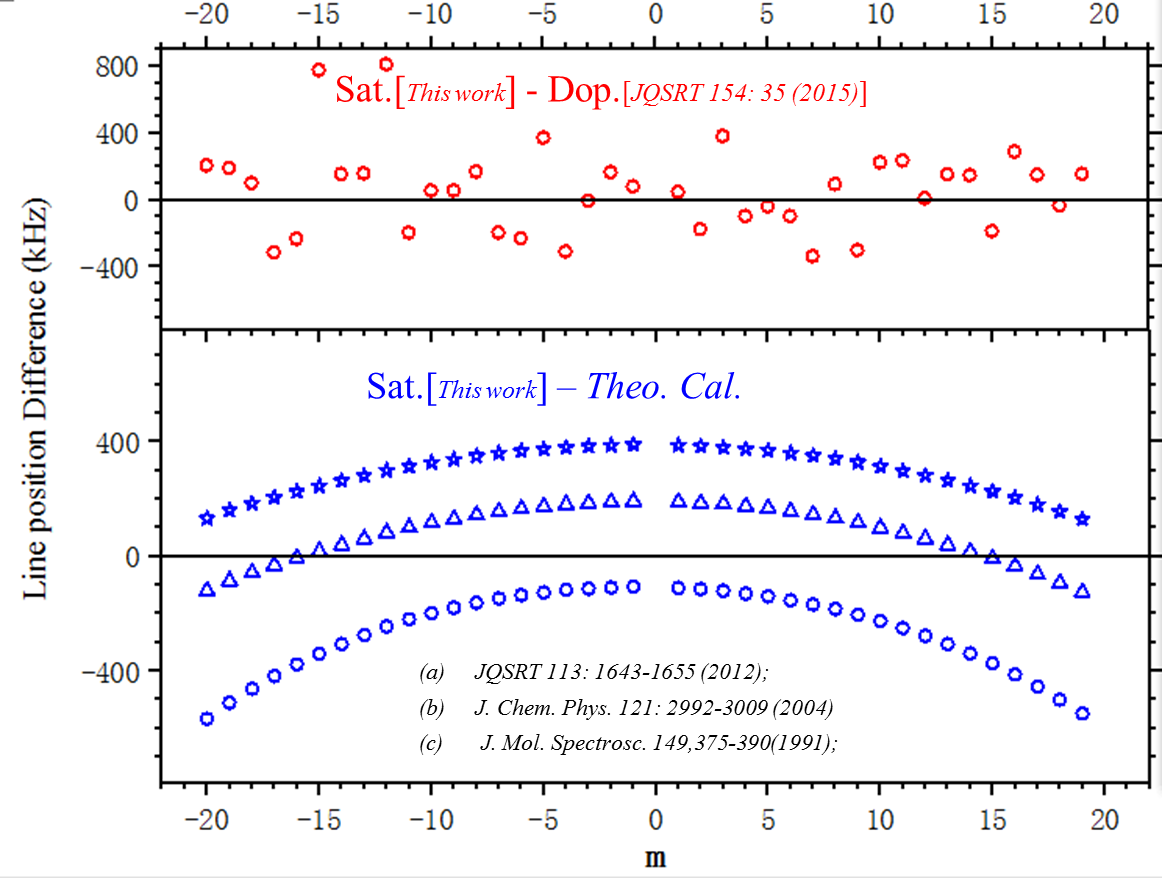 -20 -15 -10 -5 0 5 10 15 20
800
Sat.[This work] - Dop.[JQSRT 154: 35 (2015)]
400
0
-400
Line position Difference (kHz)
Sat.[This work] – Theo. Cal.
400
0
-400
(a) JQSRT 113: 1643-1655 (2012);
(b) J. Chem. Phys. 121: 2992-3009 (2004)
(c) J. Mol. Spectrosc. 149,375-390(1991);
-20 -15 -10 -5 0 5 10 15 20
m